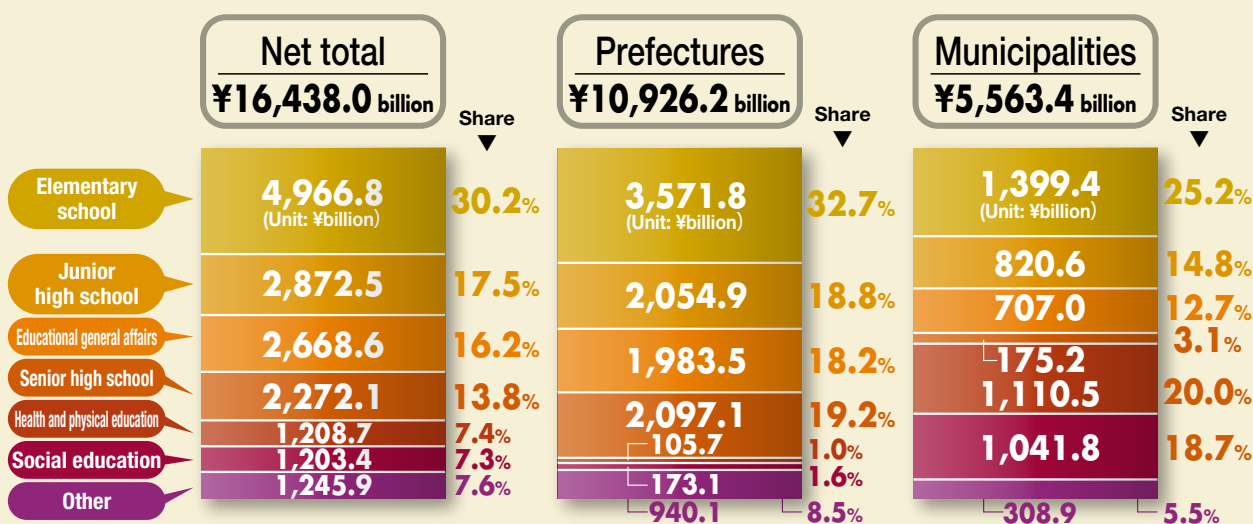 Net total
¥16,438.0 billion
Share
▼
Prefectures
¥10,926.2 billion
Share
▼
Municipalities
¥5,563.4 billion
Share
▼
Elementary
school
4,966.8
(Unit: ¥billion)
30.2%
3,571.8
(Unit: ¥billion)
32.7%
1,399.4
(Unit: ¥billion)
25.2%
Junior
high school
2,872.5
17.5%
2,054.9
18.8%
820.6
14.8%
Educational general affairs
2,668.6
16.2%
1,983.5
18.2%
707.0
12.7%
Senior high school
2,272.1
13.8%
2,097.1
19.2%
175.2
3.1%
Health and physical education
1,208.7
7.4%
105.7
1.0%
1,110.5
20.0%
Social education
1,203.4
7.3%
173.1
1.6%
1,041.8
18.7%
Other
1,245.9
7.6%
940.1
8.5%
308.9
5.5%